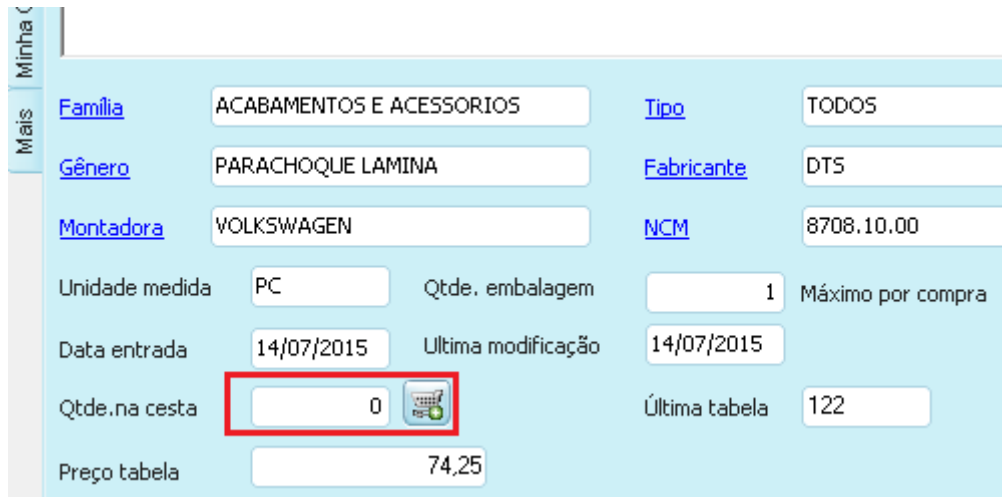 Minha
Mais
Família ACABAMENTOS E ACESSORIOS Tipo TODOS
Gênero PARACHOQUE LAMINA Fabricante DTS
Montadora VOLKSWAGEN NCM 8708.10.00
Unidade medida PC Qtde. embalagem 1 Máximo por compra
Data entrada 14/07/2015 Ultima modificação 14/07/2015
Qtde.na cesta 0 Última tabela 122
Preço tabela 74,25